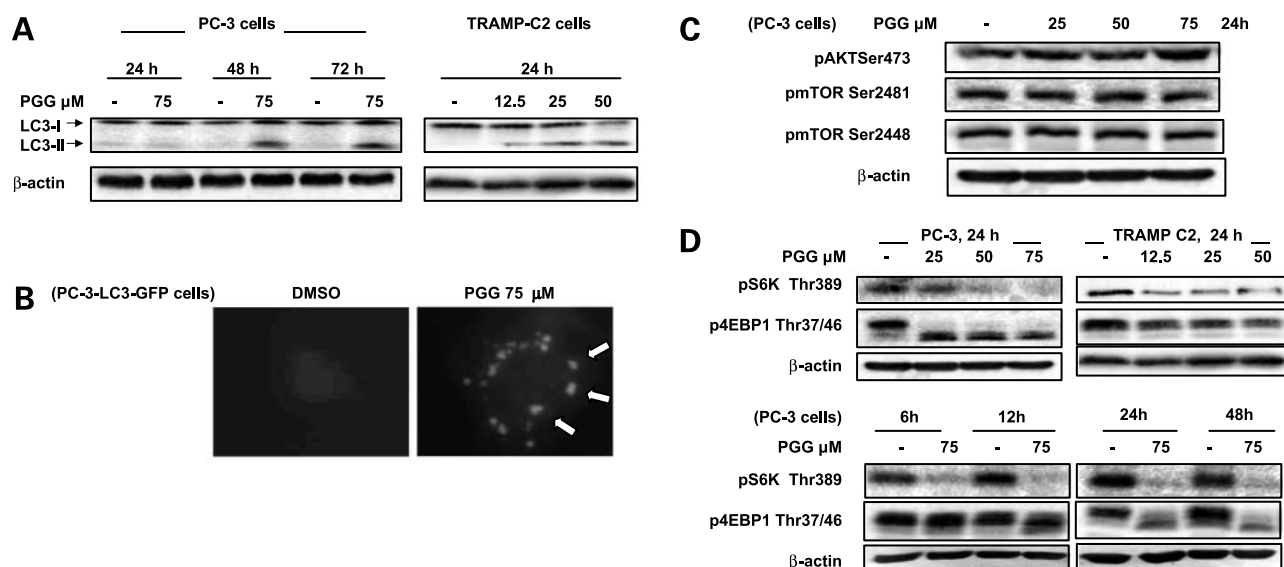 A
PC-3 cells
TRAMP-C2 cells
24 h 48 h 72 h 24 h
PGG µM - 75 - 75 - 75 - 12.5 25 50
LC3-I
LC3-II
β-actin
B
(PC-3-LC3-GFP cells) DMSO PGG 75 µM
C
(PC-3 cells) PGG µM - 25 50 75 24h
pAKTSer473
pmTOR Ser2481
pmTOR Ser2448
β-actin
D
PC-3, 24 h TRAMP C2, 24 h
PGG µM - 25 50 75 - 12.5 25 50
pS6K Thr389
p4EBP1 Thr37/46
β-actin
(PC-3 cells) 6h 12h 24h 48h
PGG µM - 75 - 75 - 75 - 75
pS6K Thr389
p4EBP1 Thr37/46
β-actin